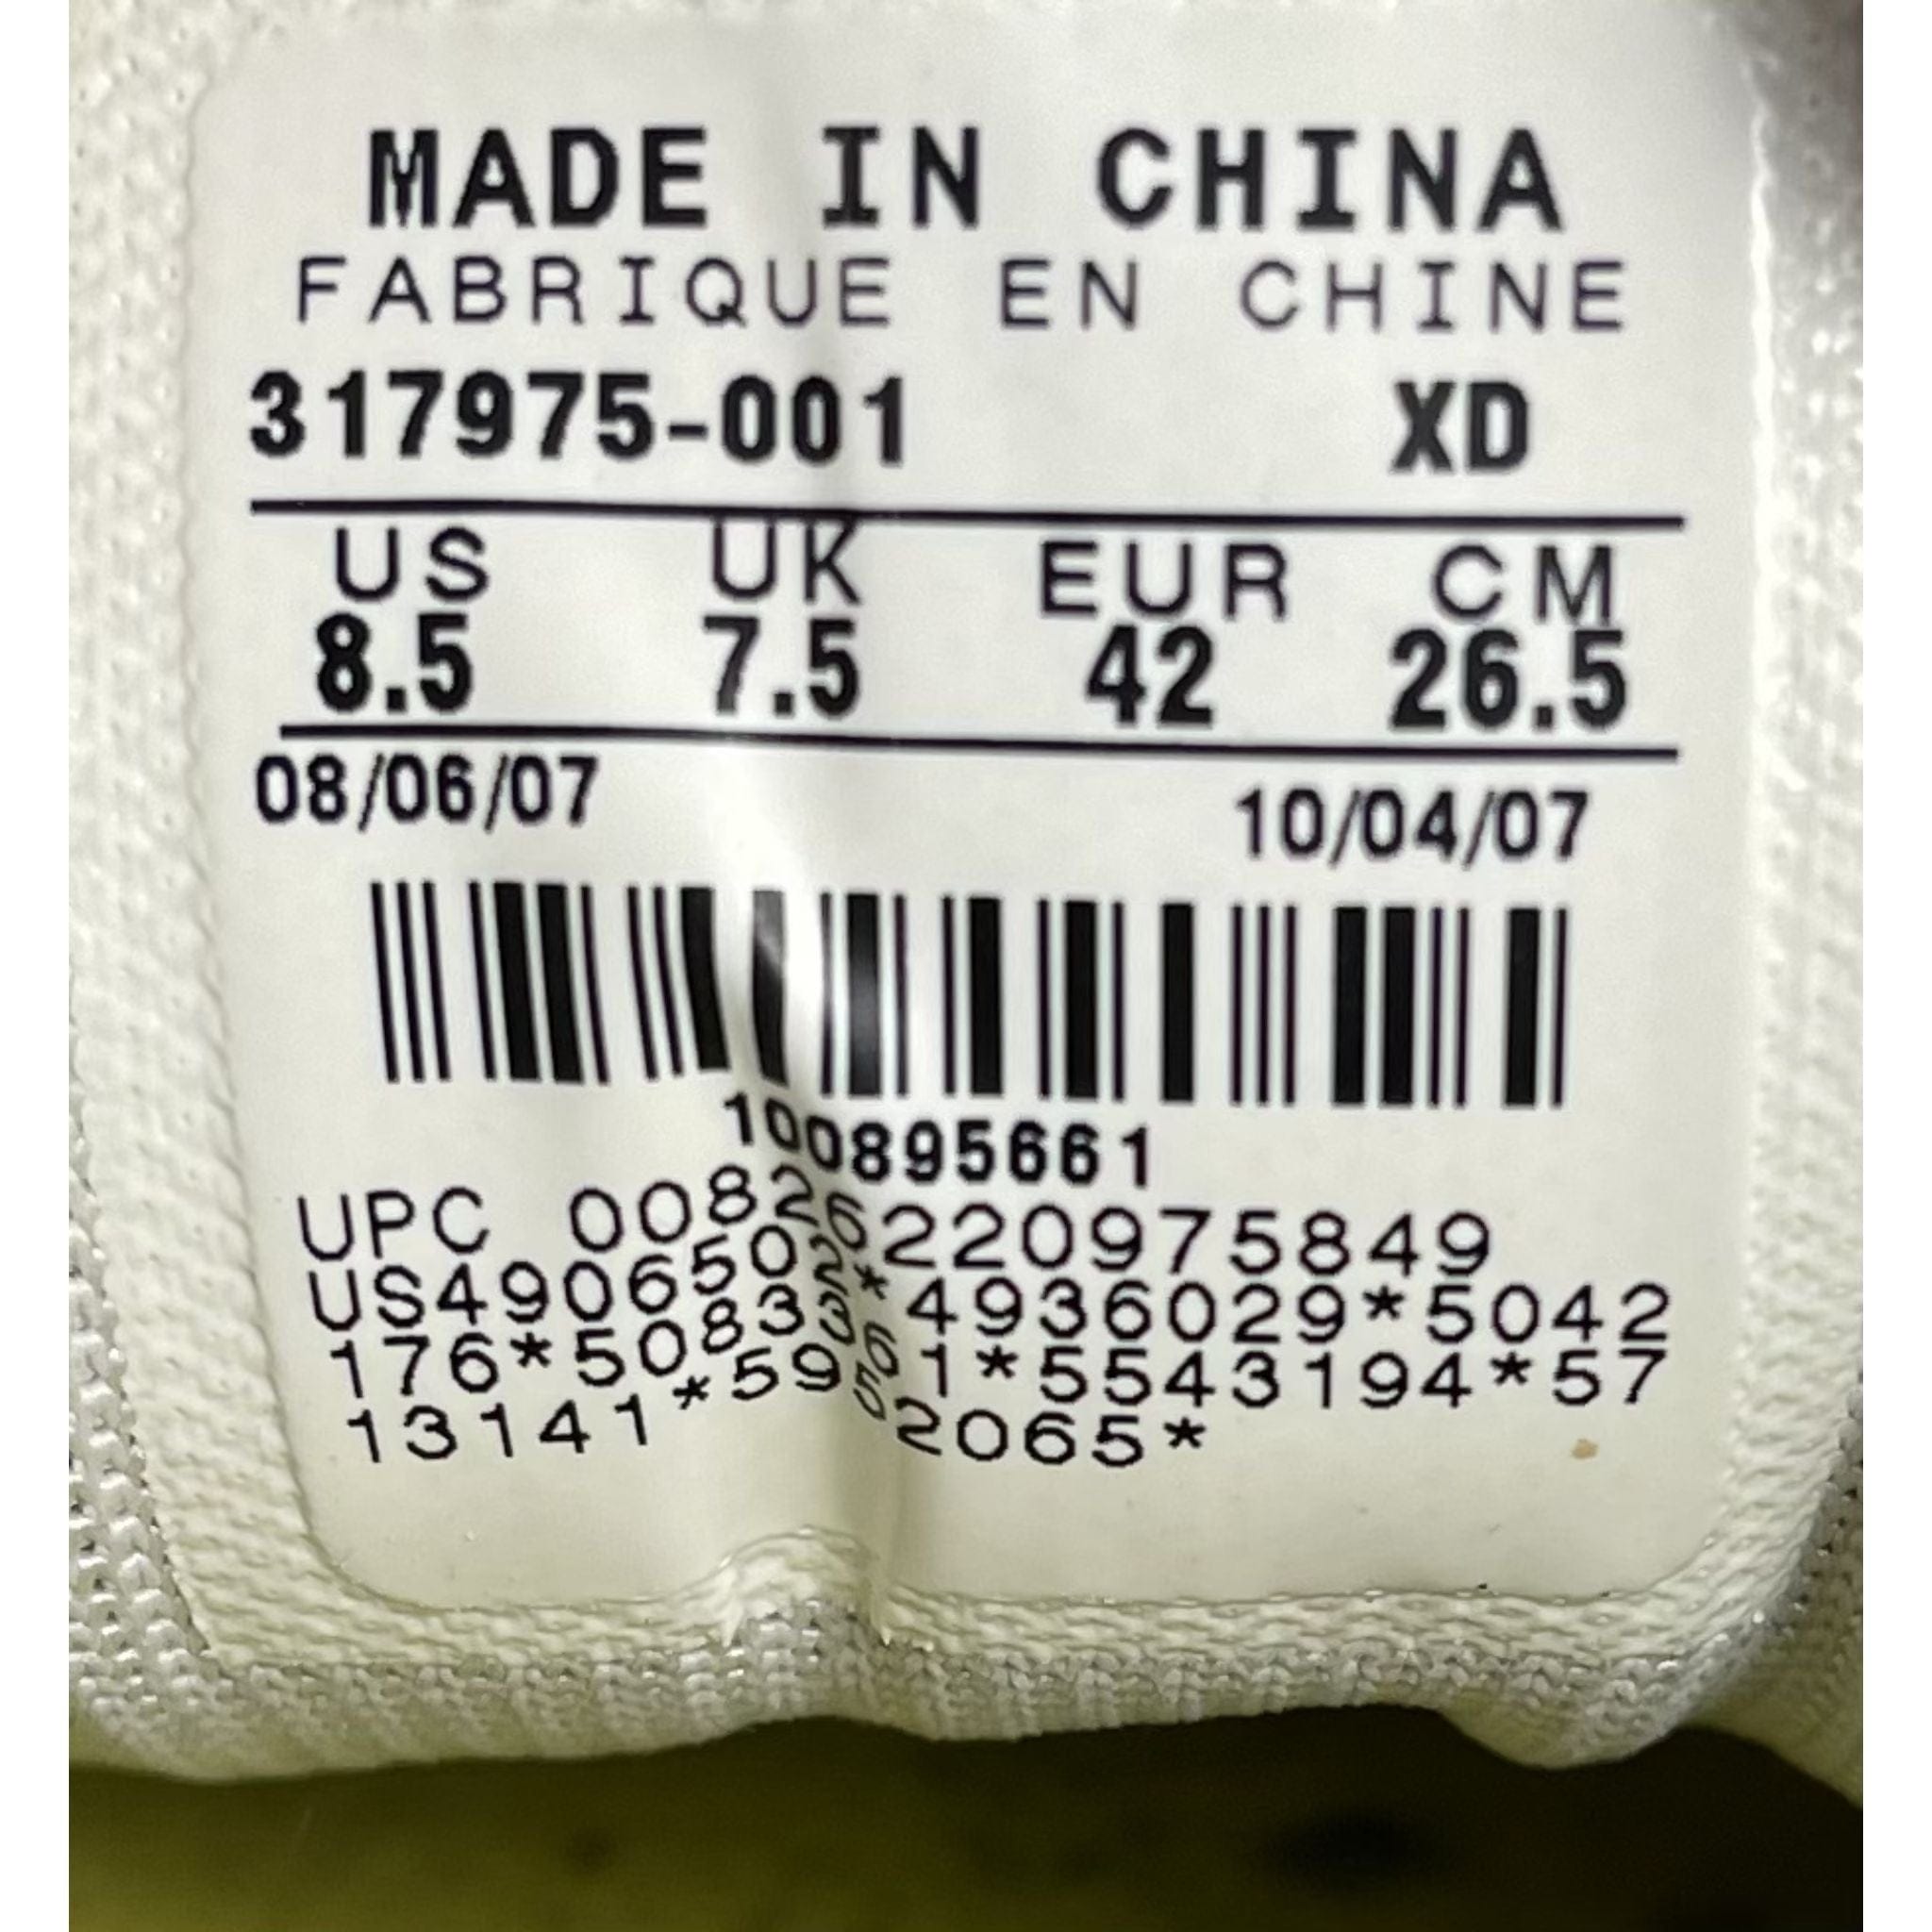 MADE IN CHINA
FABRIQUE EN CHINE
317975-001 XD
US UK EUR CM
8.5 7.5 42 26.5
08/06/07 10/04/07
100895661
UPC 00826220975849
US4906502*4936029*5042
176*5083361*5543194*57
13141*5952065*